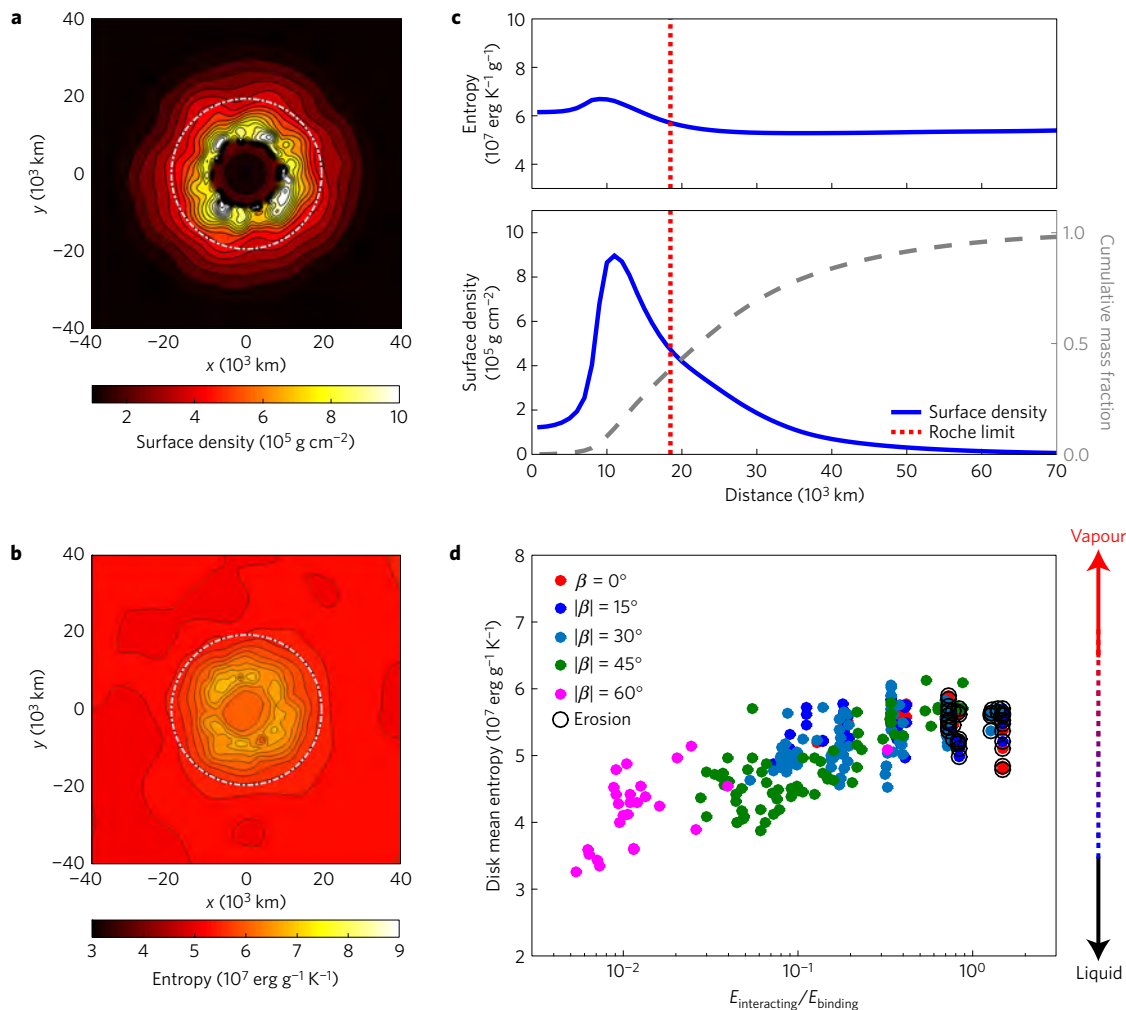 a
40
20
0
−20
−40
y (10³ km)
−40 −20 0 20 40
x (10³ km)
2 4 6 8 10
Surface density (10⁵ g cm⁻²)
c
10
8
6
4
Entropy
(10⁷ erg K⁻¹ g⁻¹)
10
8
6
4
2
0
Surface density
(10⁵ g cm⁻²)
1.0
0.5
0.0
Cumulative mass
fraction
Surface density
Roche limit
0 10 20 30 40 50 60 70
Distance (10³ km)
b
40
20
0
−20
−40
y (10³ km)
−40 −20 0 20 40
x (10³ km)
3 4 5 6 7 8 9
Entropy (10⁷ erg g⁻¹ K⁻¹)
d
8
7
6
5
4
3
2
Disk mean entropy (10⁷ erg g⁻¹ K⁻¹)
β = 0°
|β| = 15°
|β| = 30°
|β| = 45°
|β| = 60°
Erosion
10⁻² 10⁻¹ 10⁰
E_interacting/E_binding
Vapour
Liquid